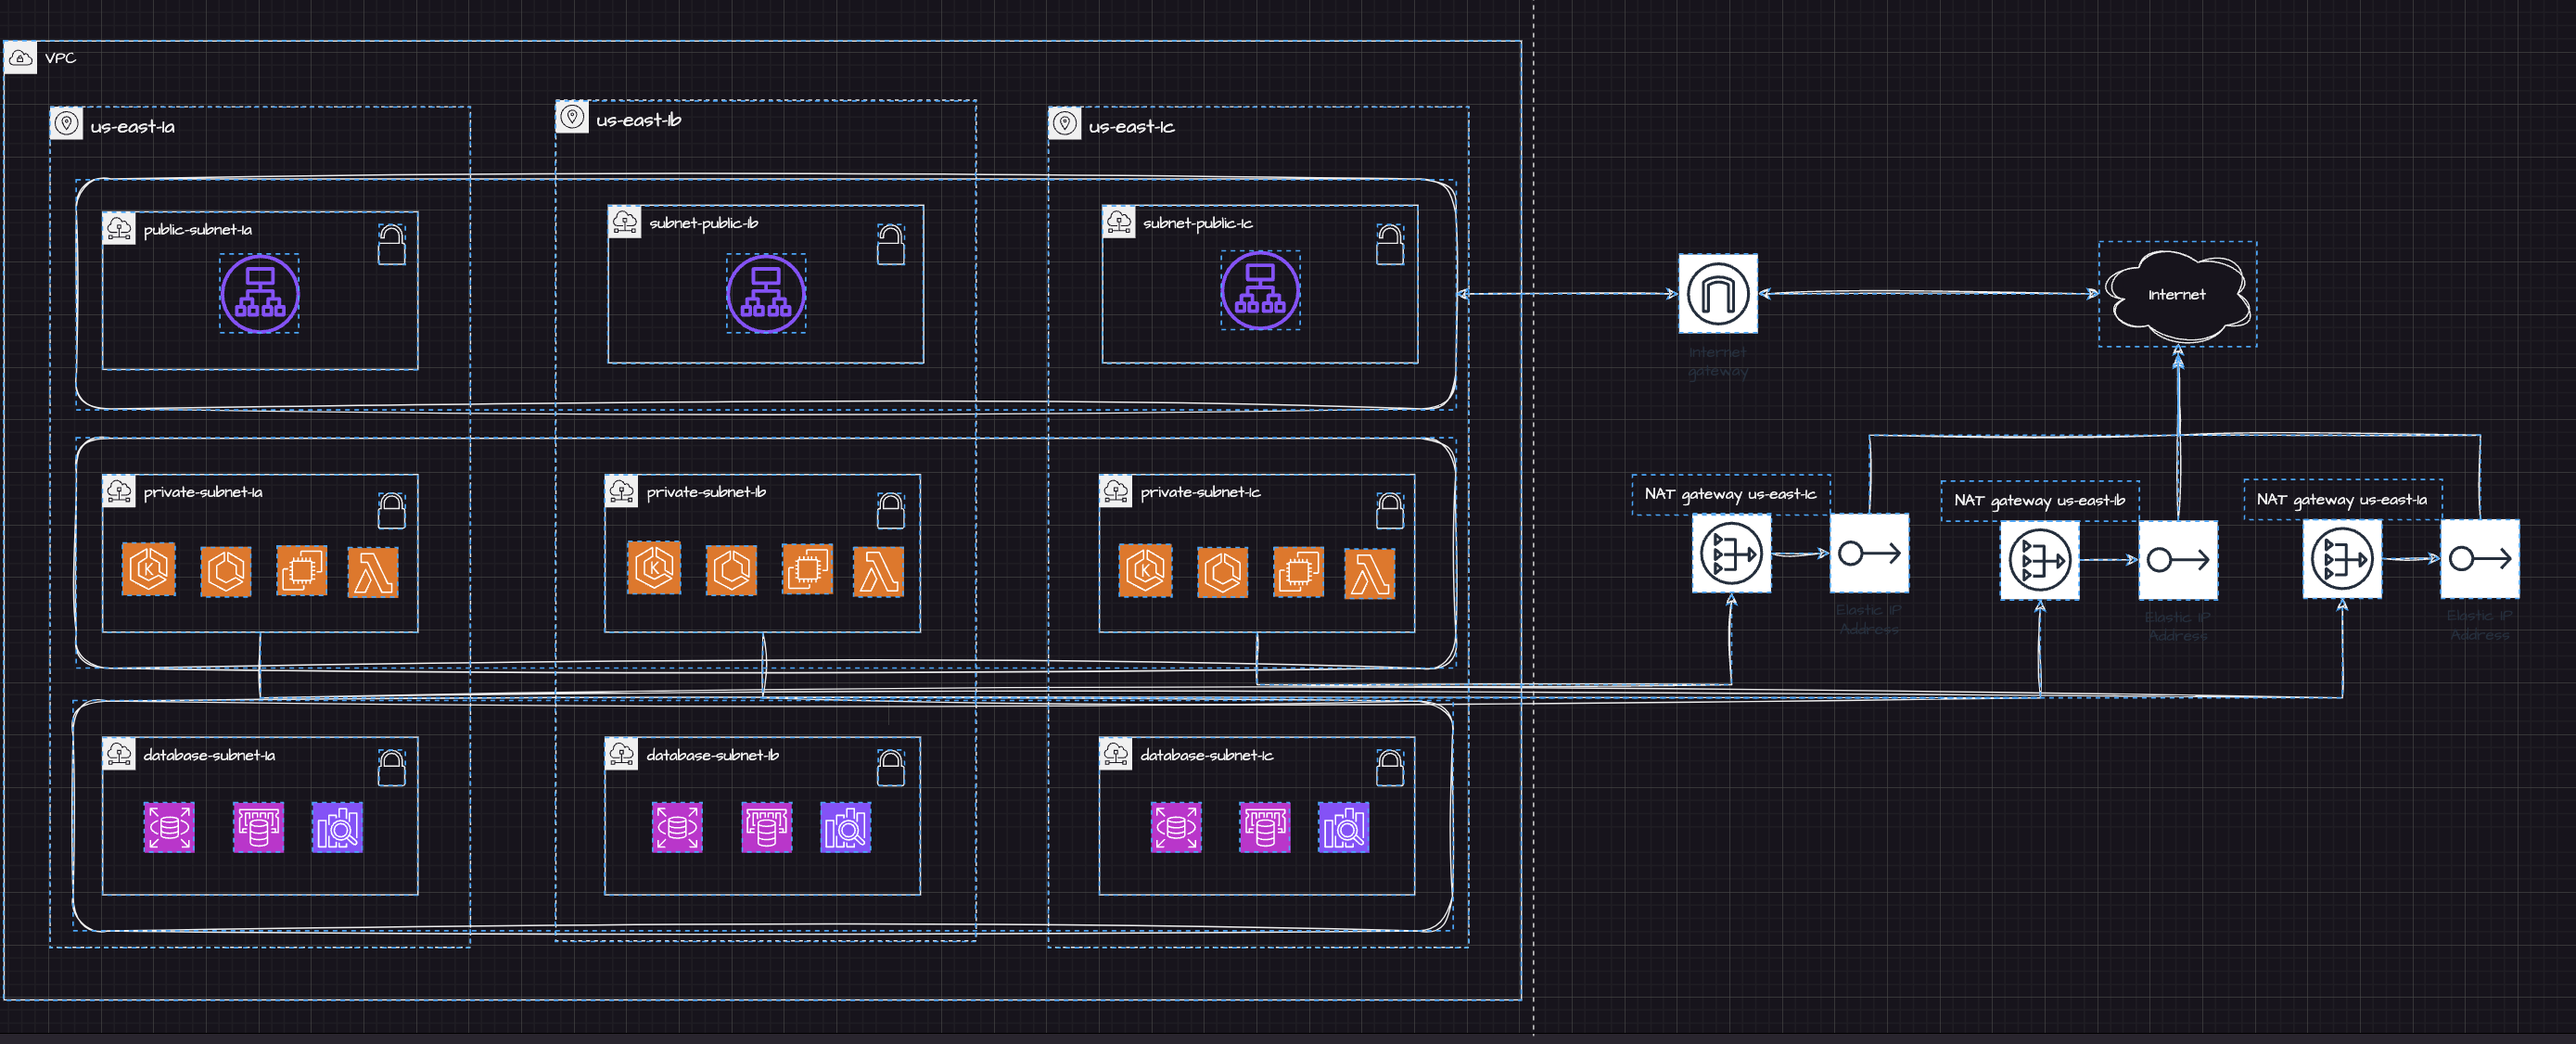 VPC
us-east-1a
us-east-1b
us-east-1c
public-subnet-1a
subnet-public-1b
subnet-public-1c
Internet
gateway
Internet
private-subnet-1a
private-subnet-1b
private-subnet-1c
NAT gateway us-east-1c
NAT gateway us-east-1b
NAT gateway us-east-1a
Elastic IP
Address
Elastic IP
Address
Elastic IP
Address
database-subnet-1a
database-subnet-1b
database-subnet-1c